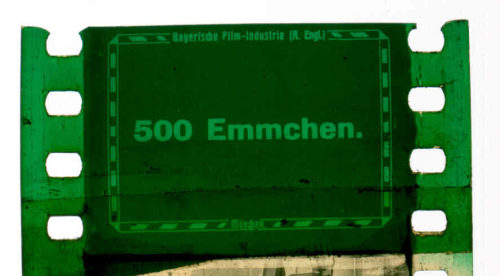 Bayerische Film-Industrie (A. Engl.)
500 Emmchen.
München